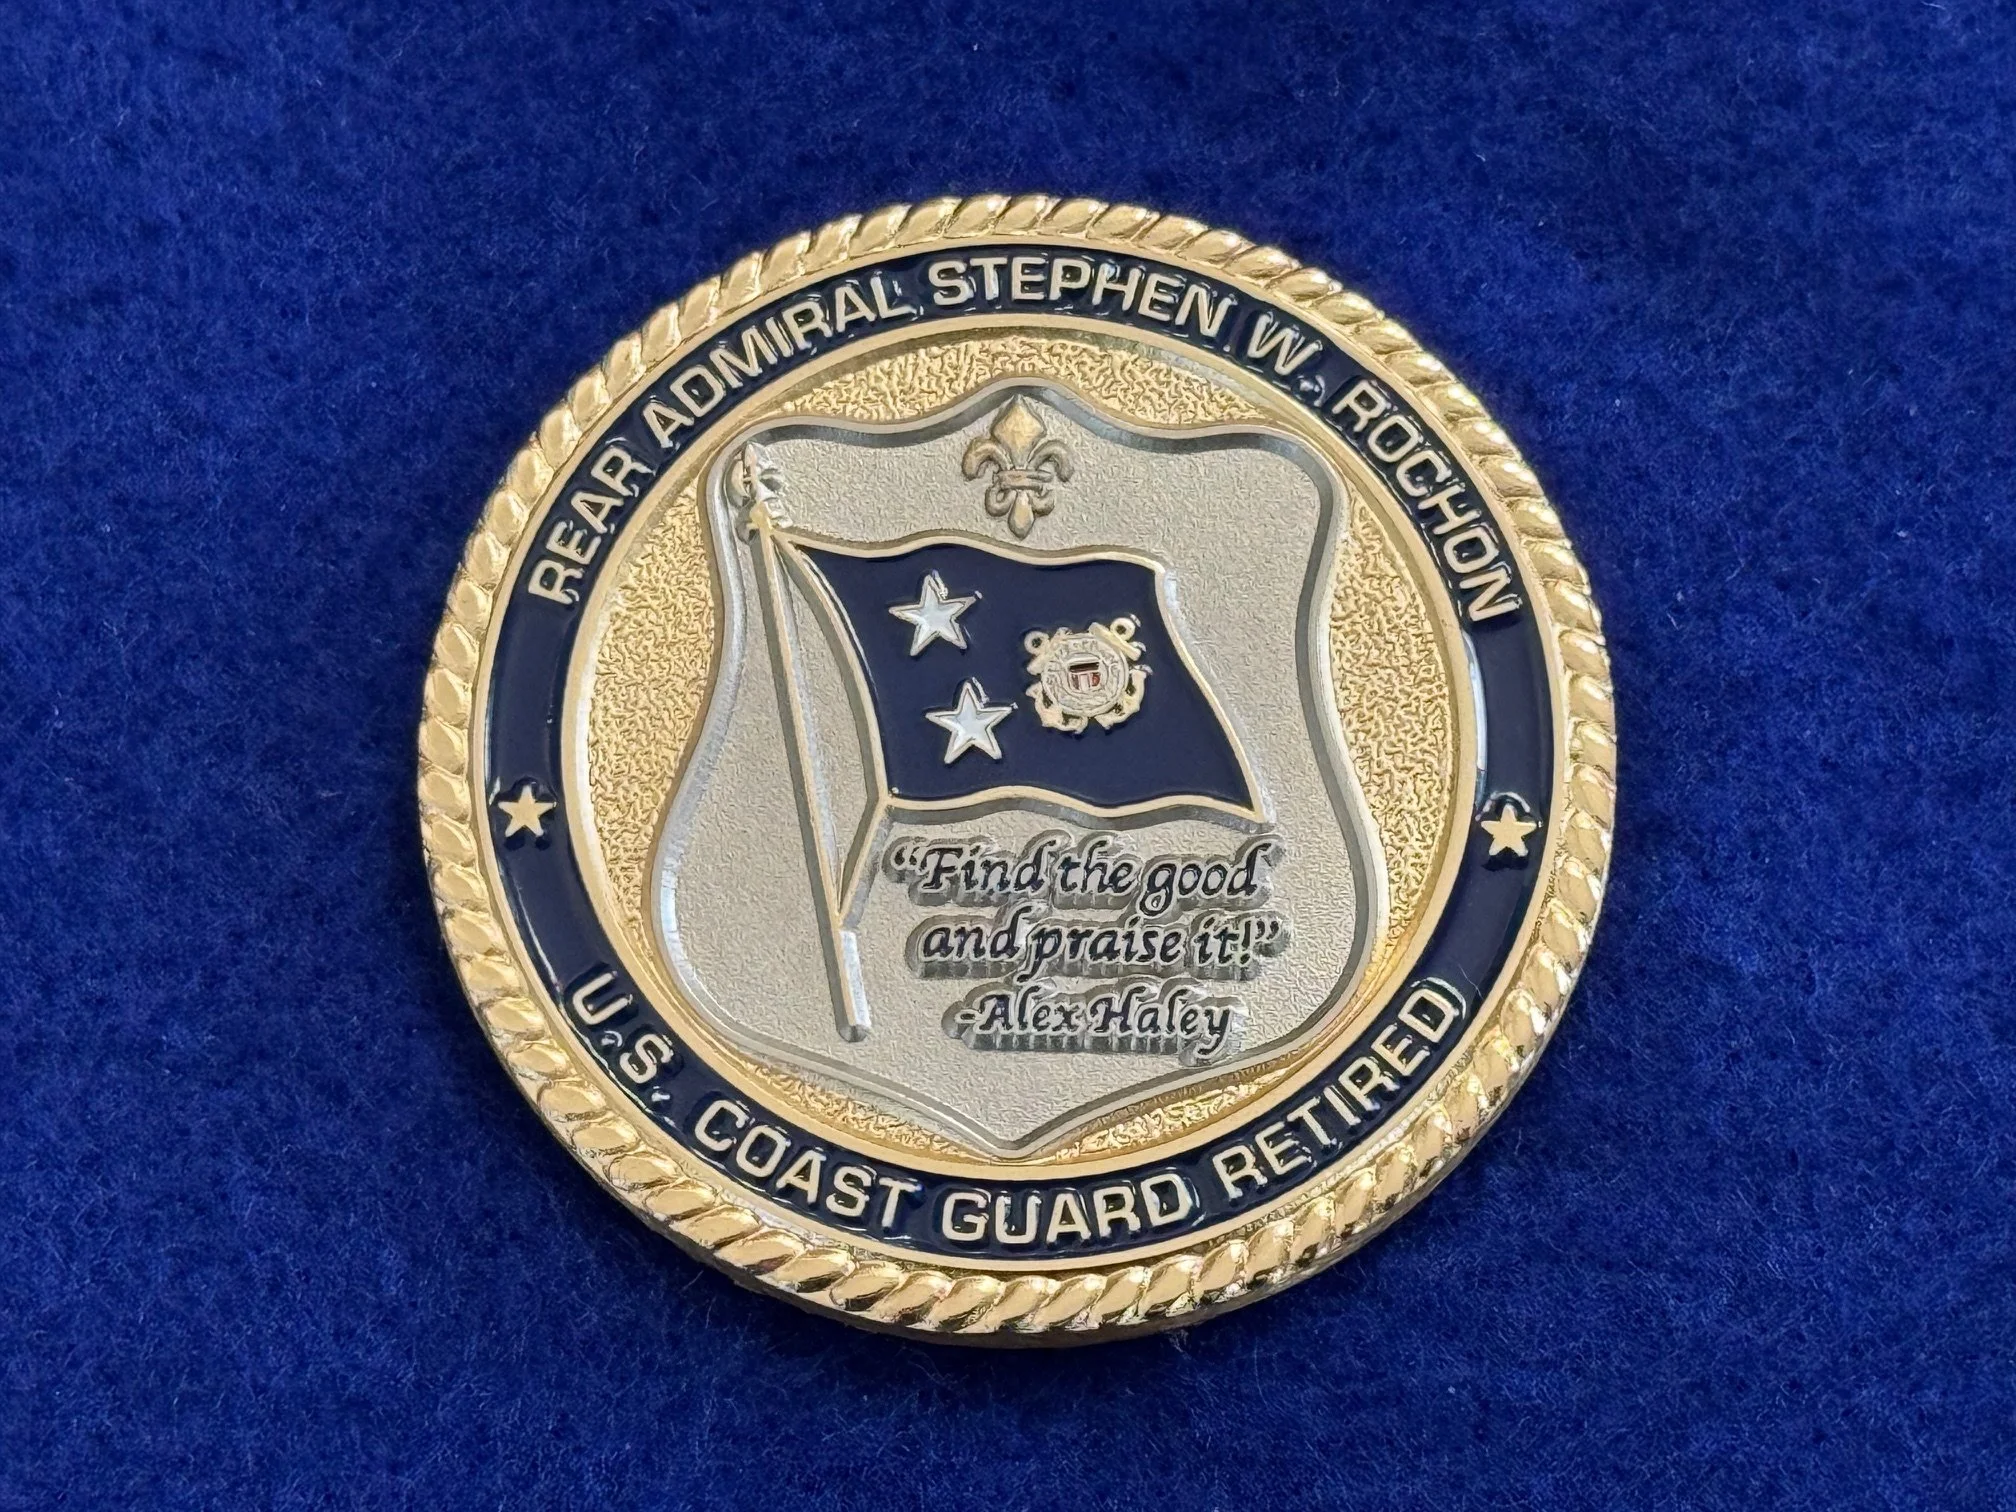 REAR ADMIRAL STEPHEN W. ROCHON
“Find the good
and praise it!”
-Alex Haley
U.S. COAST GUARD RETIRED